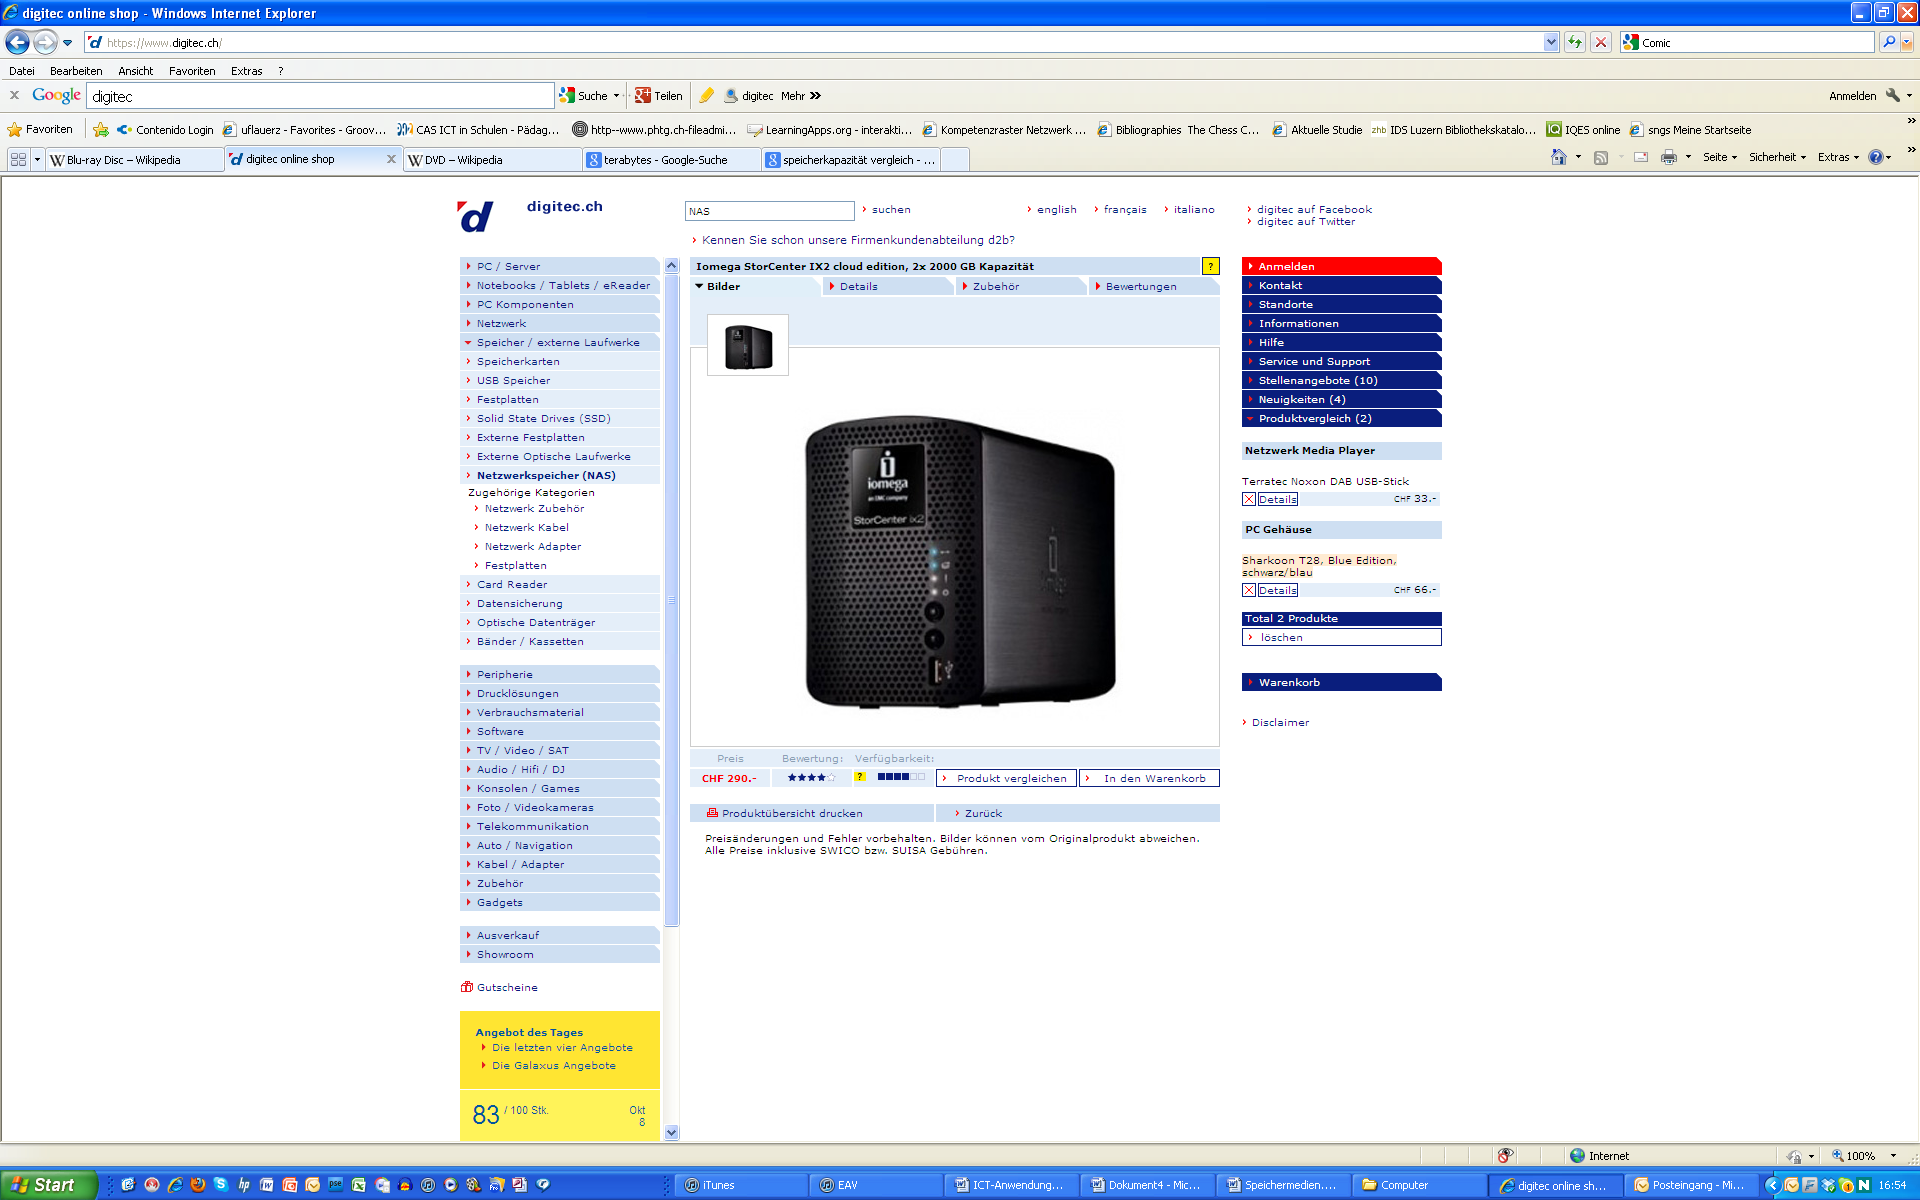 digitec online shop - Windows Internet Explorer
https://www.digitec.ch/
Comic
Datei Bearbeiten Ansicht Favoriten Extras ?
x Google digitec Suche Teilen digitec Mehr Anmelden
Favoriten Contenido Login uflauerz - Favorites - Groov... CAS ICT in Schulen - Pädag... http--www.phtg.ch-fileadmi... LearningApps.org - interakti... Kompetenzraster Netzwerk ... Bibliographies The Chess C... Aktuelle Studie zhb IDS Luzern Bibliothekskatalo... IQ IQES online sngs Meine Startseite
Blu-ray Disc – Wikipedia digitec online shop DVD – Wikipedia terabytes - Google-Suche speicherkapazität vergleich - ... Seite Sicherheit Extras
d digitec.ch
NAS suchen english français italiano
digitec auf Facebook
digitec auf Twitter
Kennen Sie schon unsere Firmenkundenabteilung d2b?
PC / Server
Notebooks / Tablets / eReader
PC Komponenten
Netzwerk
Speicher / externe Laufwerke
Speicherkarten
USB Speicher
Festplatten
Solid State Drives (SSD)
Externe Festplatten
Externe Optische Laufwerke
Netzwerkspeicher (NAS)
Zugehörige Kategorien
Netzwerk Zubehör
Netzwerk Kabel
Netzwerk Adapter
Festplatten
Card Reader
Datensicherung
Optische Datenträger
Bänder / Kassetten
Peripherie
Drucklösungen
Verbrauchsmaterial
Software
TV / Video / SAT
Audio / Hifi / DJ
Konsolen / Games
Foto / Videokameras
Telekommunikation
Auto / Navigation
Kabel / Adapter
Zubehör
Gadgets
Ausverkauf
Showroom
Gutscheine
Angebot des Tages
Die letzten vier Angebote
Die Galaxus Angebote
83 / 100 Stk. Okt
8
Iomega StorCenter IX2 cloud edition, 2x 2000 GB Kapazität ?
Bilder Details Zubehör Bewertungen
iomega
an EMC company
StorCenter ix2
Preis Bewertung: Verfügbarkeit:
CHF 290.- ? Produkt vergleichen In den Warenkorb
Produktübersicht drucken Zurück
Preisänderungen und Fehler vorbehalten. Bilder können vom Originalprodukt abweichen.
Alle Preise inklusive SWICO bzw. SUISA Gebühren.
Anmelden
Kontakt
Standorte
Informationen
Hilfe
Service und Support
Stellenangebote (10)
Neuigkeiten (4)
Produktvergleich (2)
Netzwerk Media Player
Terratec Noxon DAB USB-Stick
Details CHF 33.-
PC Gehäuse
Sharkoon T28, Blue Edition,
schwarz/blau
Details CHF 66.-
Total 2 Produkte
löschen
Warenkorb
Disclaimer
Internet 100%
Start iTunes EAV ICT-Anwendung... Dokument4 - Mic... Speichermedien.... Computer digitec online sh... Posteingang - Mi... 16:54